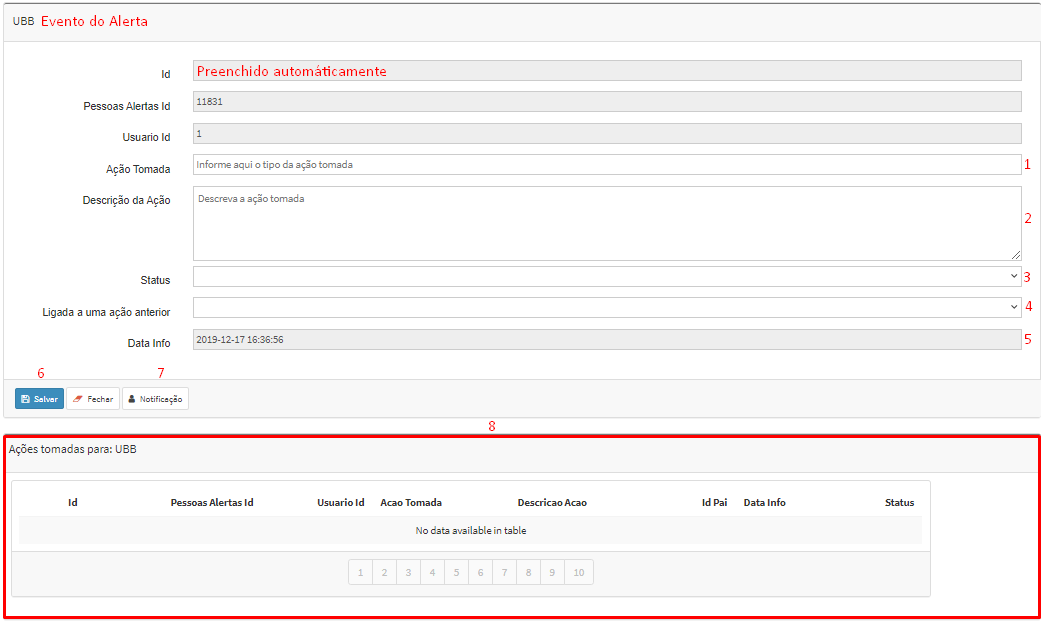 UBB Evento do Alerta
Id Preenchido automáticamente
Pessoas Alertas Id 11831
Usuario Id 1
Ação Tomada Informe aqui o tipo da ação tomada 1
Descrição da Ação Descreva a ação tomada 2
Status 3
Ligada a uma ação anterior 4
Data Info 2019-12-17 16:36:56 5
6 7
Salvar Fechar Notificação
8
Ações tomadas para: UBB
Id Pessoas Alertas Id Usuario Id Acao Tomada Descricao Acao Id Pai Data Info Status
No data available in table
1 2 3 4 5 6 7 8 9 10